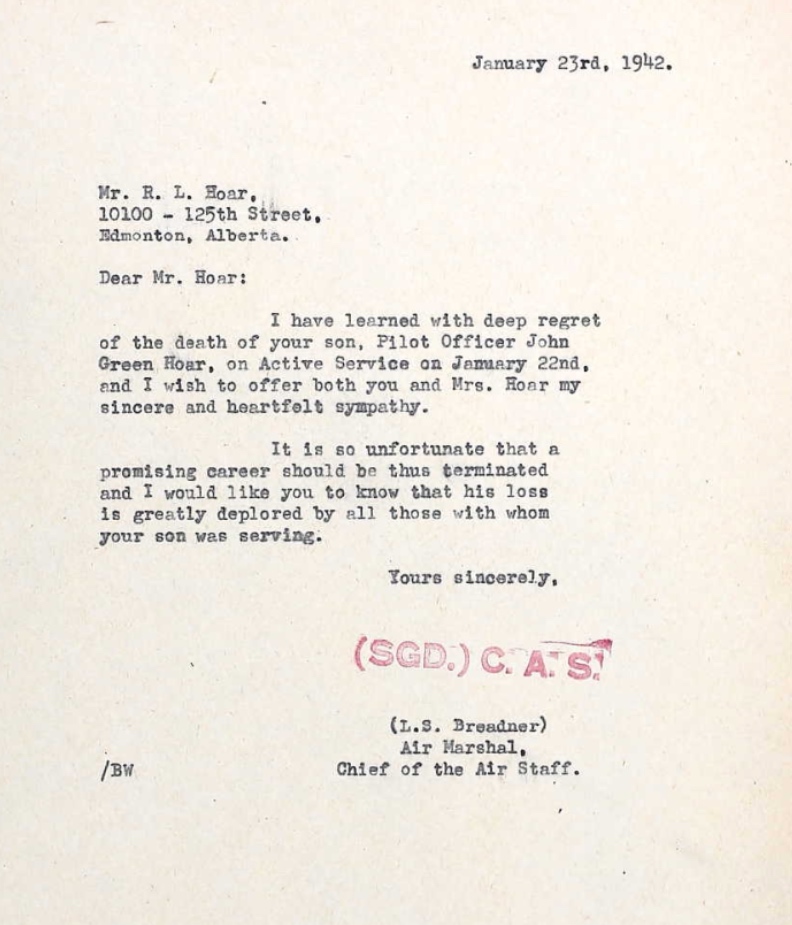 January 23rd, 1942.
Mr. R. L. Hoar,
10100 - 125th Street,
Edmonton, Alberta.
Dear Mr. Hoar:
I have learned with deep regret
of the death of your son, Pilot Officer John
Green Hoar, on Active Service on January 22nd,
and I wish to offer both you and Mrs. Hoar my
sincere and heartfelt sympathy.
It is so unfortunate that a
promising career should be thus terminated
and I would like you to know that his loss
is greatly deplored by all those with whom
your son was serving.
Yours sincerely,
(SGD.) C. A. S.
(L.S. Breadner)
Air Marshal,
/BW Chief of the Air Staff.